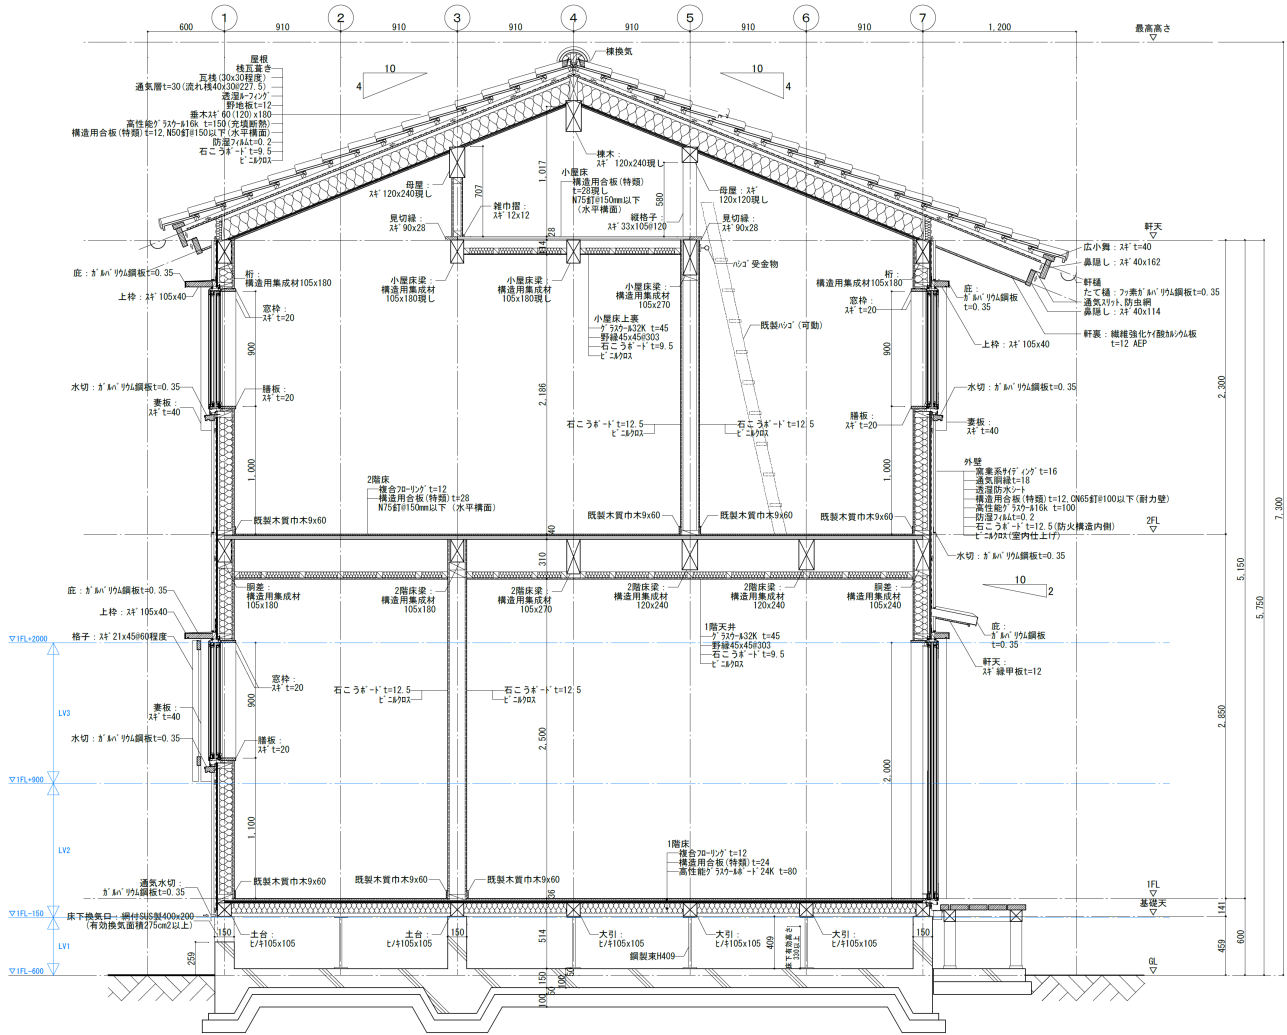 1
2
3
4
5
6
7
600
910
910
910
910
910
910
1,200
最高高さ
屋根
桟瓦葺き
瓦桟(30x30程度)
通気層t=30(流れ桟40x30@227.5)
透湿ルーフィング
野地板t=12
垂木スギ60(120)x180
高性能グラスウール16k t=150(充填断熱)
構造用合板(特類)t=12,N50釘@150以下(水平構面)
防湿フィルムt=0.2
石こうボードt=9.5
ビニルクロス
棟換気
10
4
10
4
棟木:
スギ120x240現し
母屋:
スギ120x240現し
707
1,017
小屋床
構造用合板(特類)
t=28現し
N75釘@150mm以下
(水平構面)
580
母屋:スギ
120x120現し
雑巾摺:
スギ12x12
縦格子:
スギ33x105@120
見切縁:
スギ90x28
見切縁:
スギ90x28
28
114
軒天
広小舞:スギt=40
鼻隠し:スギ40x162
軒樋
たて樋:フッ素ガルバリウム鋼板t=0.35
通気スリット、防虫網
鼻隠し:スギ40x114
軒裏:繊維強化ケイ酸カルシウム板
t=12 AEP
庇:ガルバリウム鋼板t=0.35
上枠:スギ105x40
桁:
構造用集成材105x180
窓枠:
スギt=20
小屋床梁:
構造用集成材
105x180現し
小屋床梁:
構造用集成材
105x180現し
小屋床梁:
構造用集成材
105x270
ハシゴ受金物
桁:
構造用集成材105x180
窓枠:
スギt=20
庇:
ガルバリウム鋼板
t=0.35
上枠:スギ105x40
小屋床上裏
グラスウール32K t=45
野縁45x45@303
石こうボードt=9.5
ビニルクロス
既製ハシゴ(可動)
900
900
2,186
2,300
水切:ガルバリウム鋼板t=0.35
妻板:
スギt=40
膳板:
スギt=20
膳板:
スギt=20
水切:ガルバリウム鋼板t=0.35
妻板:
スギt=40
石こうボードt=12.5
ビニルクロス
石こうボードt=12.5
ビニルクロス
1,000
1,000
2階床
複合フローリングt=12
構造用合板(特類)t=28
N75釘@150mm以下 (水平構面)
外壁
窯業系サイディングt=16
通気胴縁t=18
透湿防水シート
構造用合板(特類)t=12,CN65釘@100以下(耐力壁)
高性能グラスウール16k t=100
防湿フィルムt=0.2
石こうボードt=12.5(防火構造内側)
ビニルクロス(室内仕上げ)
既製木質巾木9x60
既製木質巾木9x60
既製木質巾木9x60
既製木質巾木9x60
40
2FL
7,300
水切:ガルバリウム鋼板t=0.35
310
5,150
5,750
10
2
庇:ガルバリウム鋼板t=0.35
上枠:スギ105x40
格子:スギ21x45@60程度
胴差:
構造用集成材
105x180
2階床梁:
構造用集成材
105x180
2階床梁:
構造用集成材
105x270
2階床梁:
構造用集成材
120x240
2階床梁:
構造用集成材
120x240
胴差:
構造用集成材
105x240
庇:
ガルバリウム鋼板
t=0.35
軒天:
スギ縁甲板t=12
1階天井
グラスウール32K t=45
野縁45x45@303
石こうボードt=9.5
ビニルクロス
▽1FL+2000
LV3
窓枠:
スギt=20
900
石こうボードt=12.5
ビニルクロス
石こうボードt=12.5
ビニルクロス
妻板:
スギt=40
水切:ガルバリウム鋼板t=0.35
膳板:
スギt=20
2,500
2,000
2,850
▽1FL+900
LV2
1,100
1階床
複合フローリングt=12
構造用合板(特類)t=24
高性能グラスウールボード24K t=80
通気水切:
ガルバリウム鋼板t=0.35
既製木質巾木9x60
既製木質巾木9x60
既製木質巾木9x60
36
1FL
基礎天
141
▽1FL-150
LV1
床下換気口:網付SUS製400x200
(有効換気面積275cm2以上)
150
土台:
ヒノキ105x105
土台:
ヒノキ105x105
150
514
大引:
ヒノキ105x105
大引:
ヒノキ105x105
鋼製束H409
409
床下有効高さ
330以上
大引:
ヒノキ105x105
150
459
600
259
▽1FL-600
GL
150
50
100
50
100